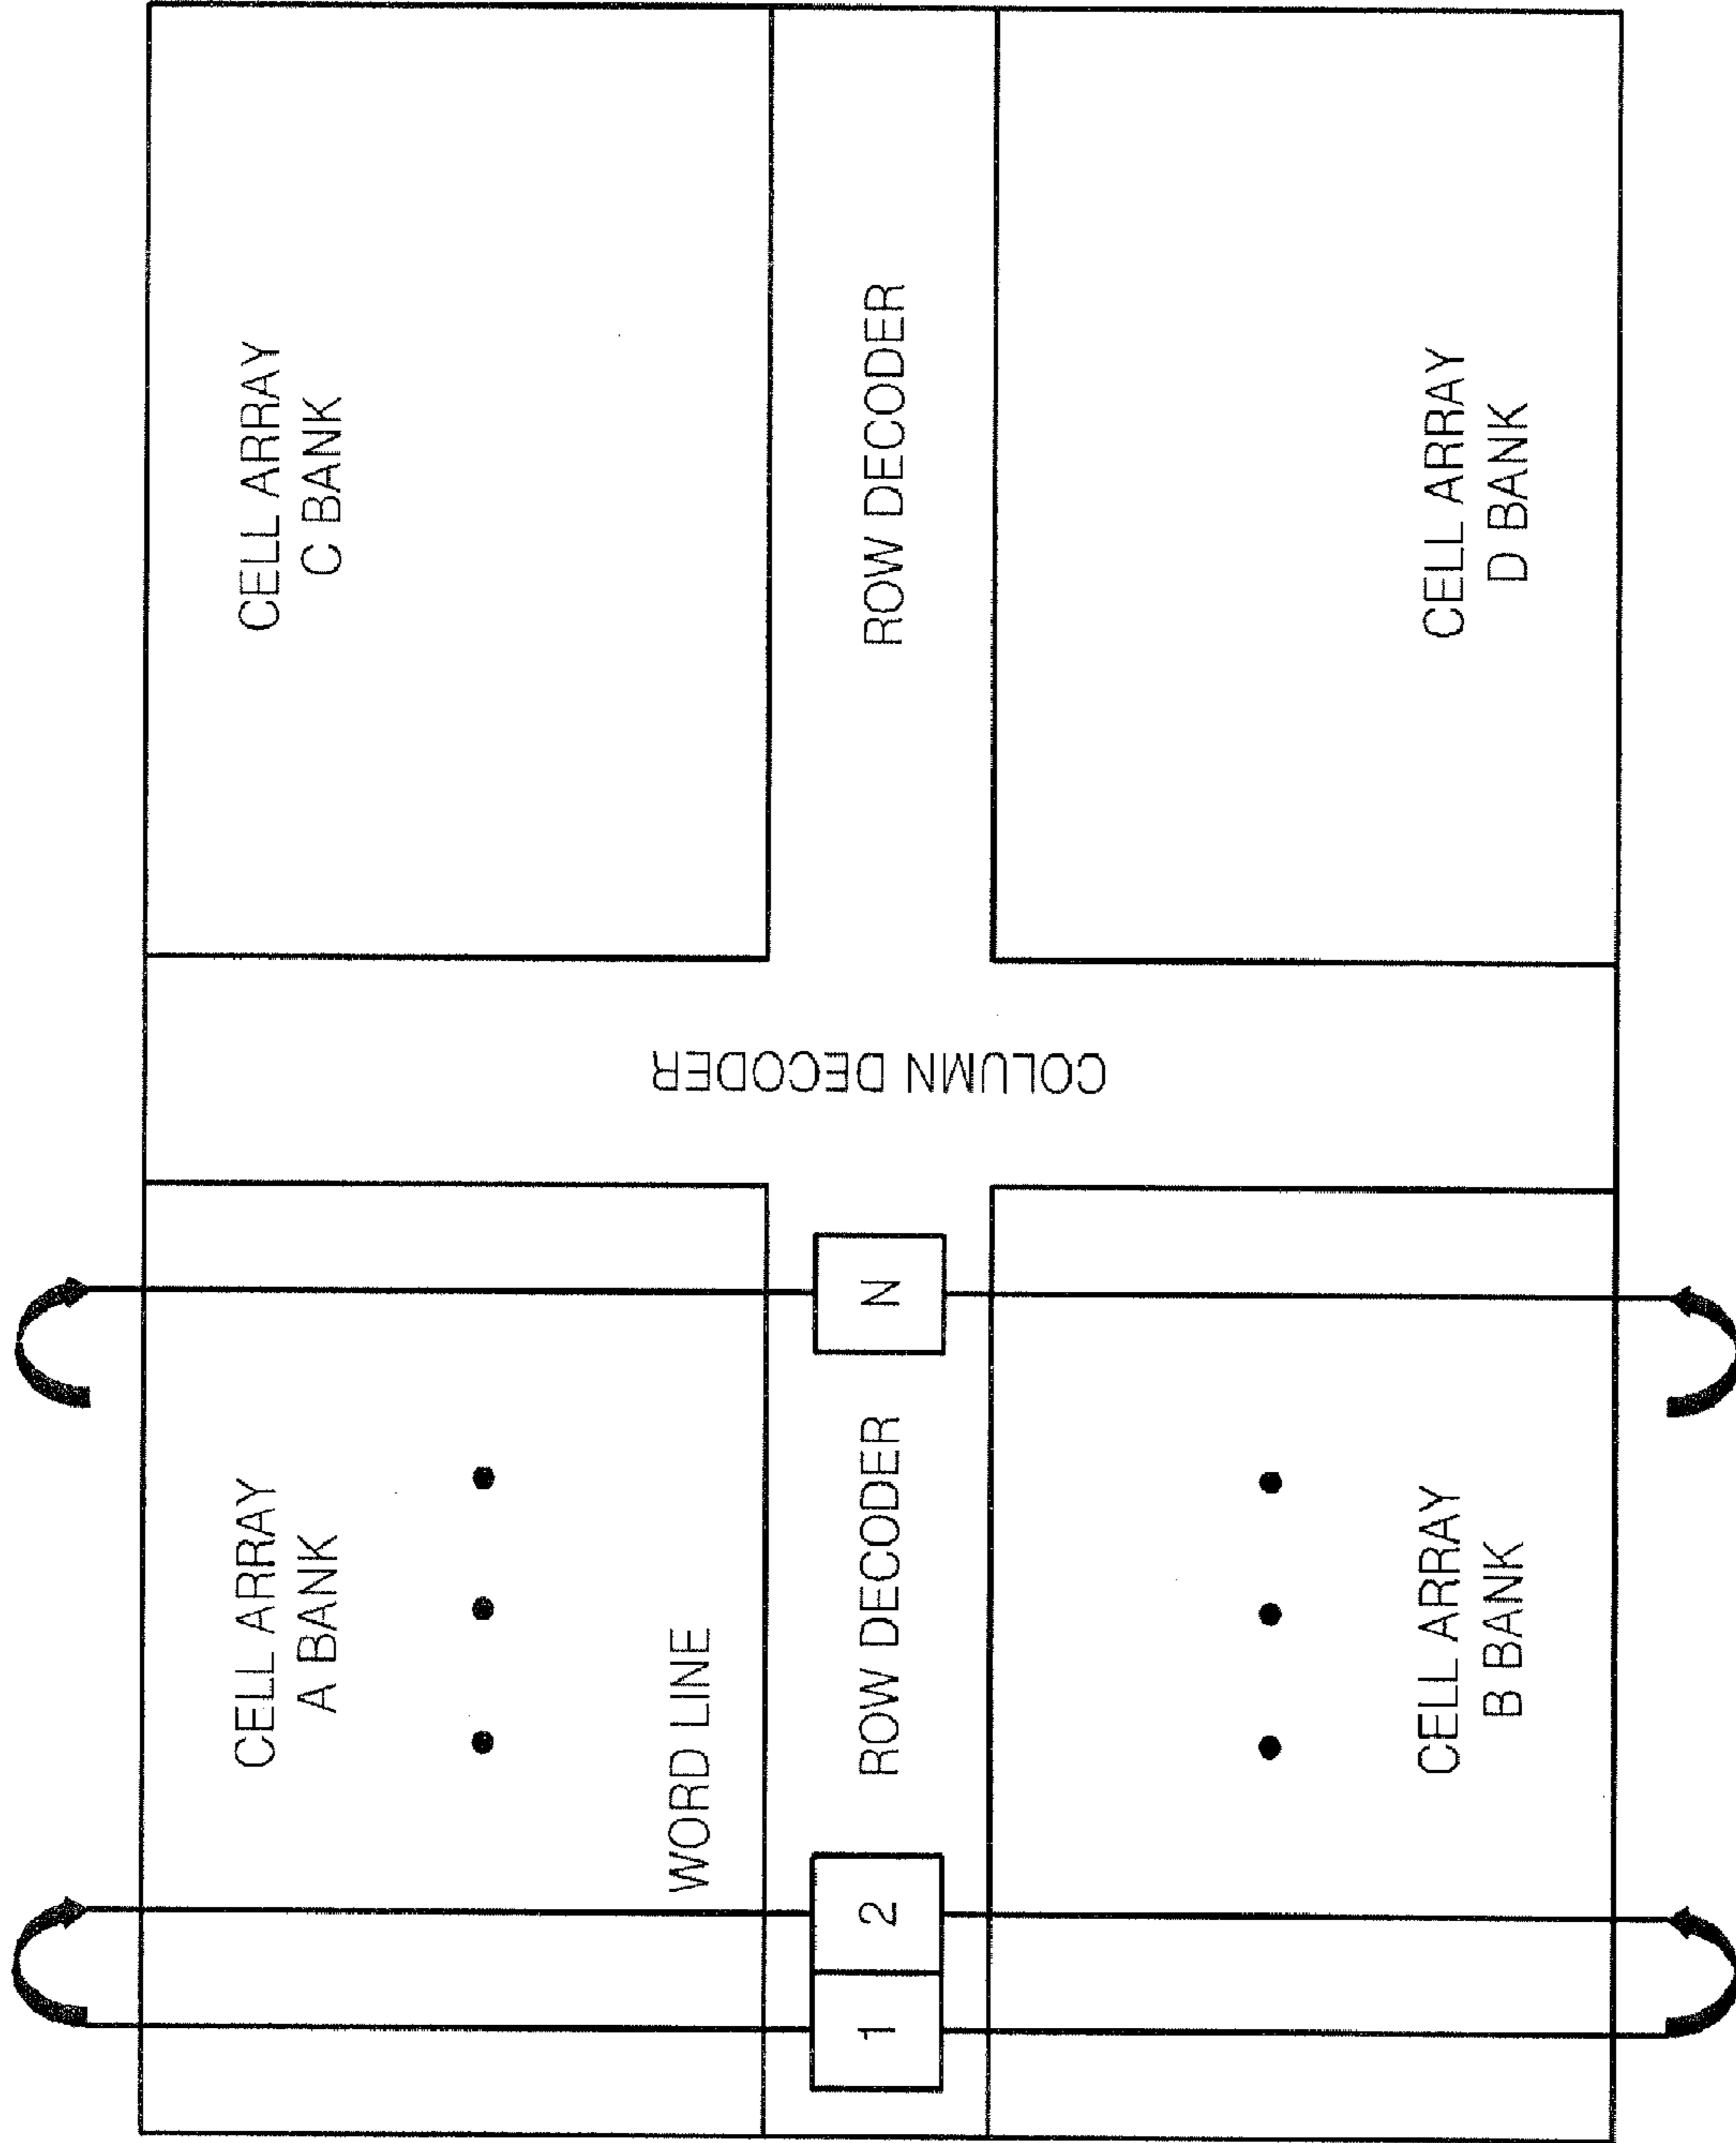 CELL ARRAY
A BANK
CELL ARRAY
C BANK
WORD LINE
1
2
ROW DECODER
N
COLUMN DECODER
ROW DECODER
CELL ARRAY
B BANK
CELL ARRAY
D BANK